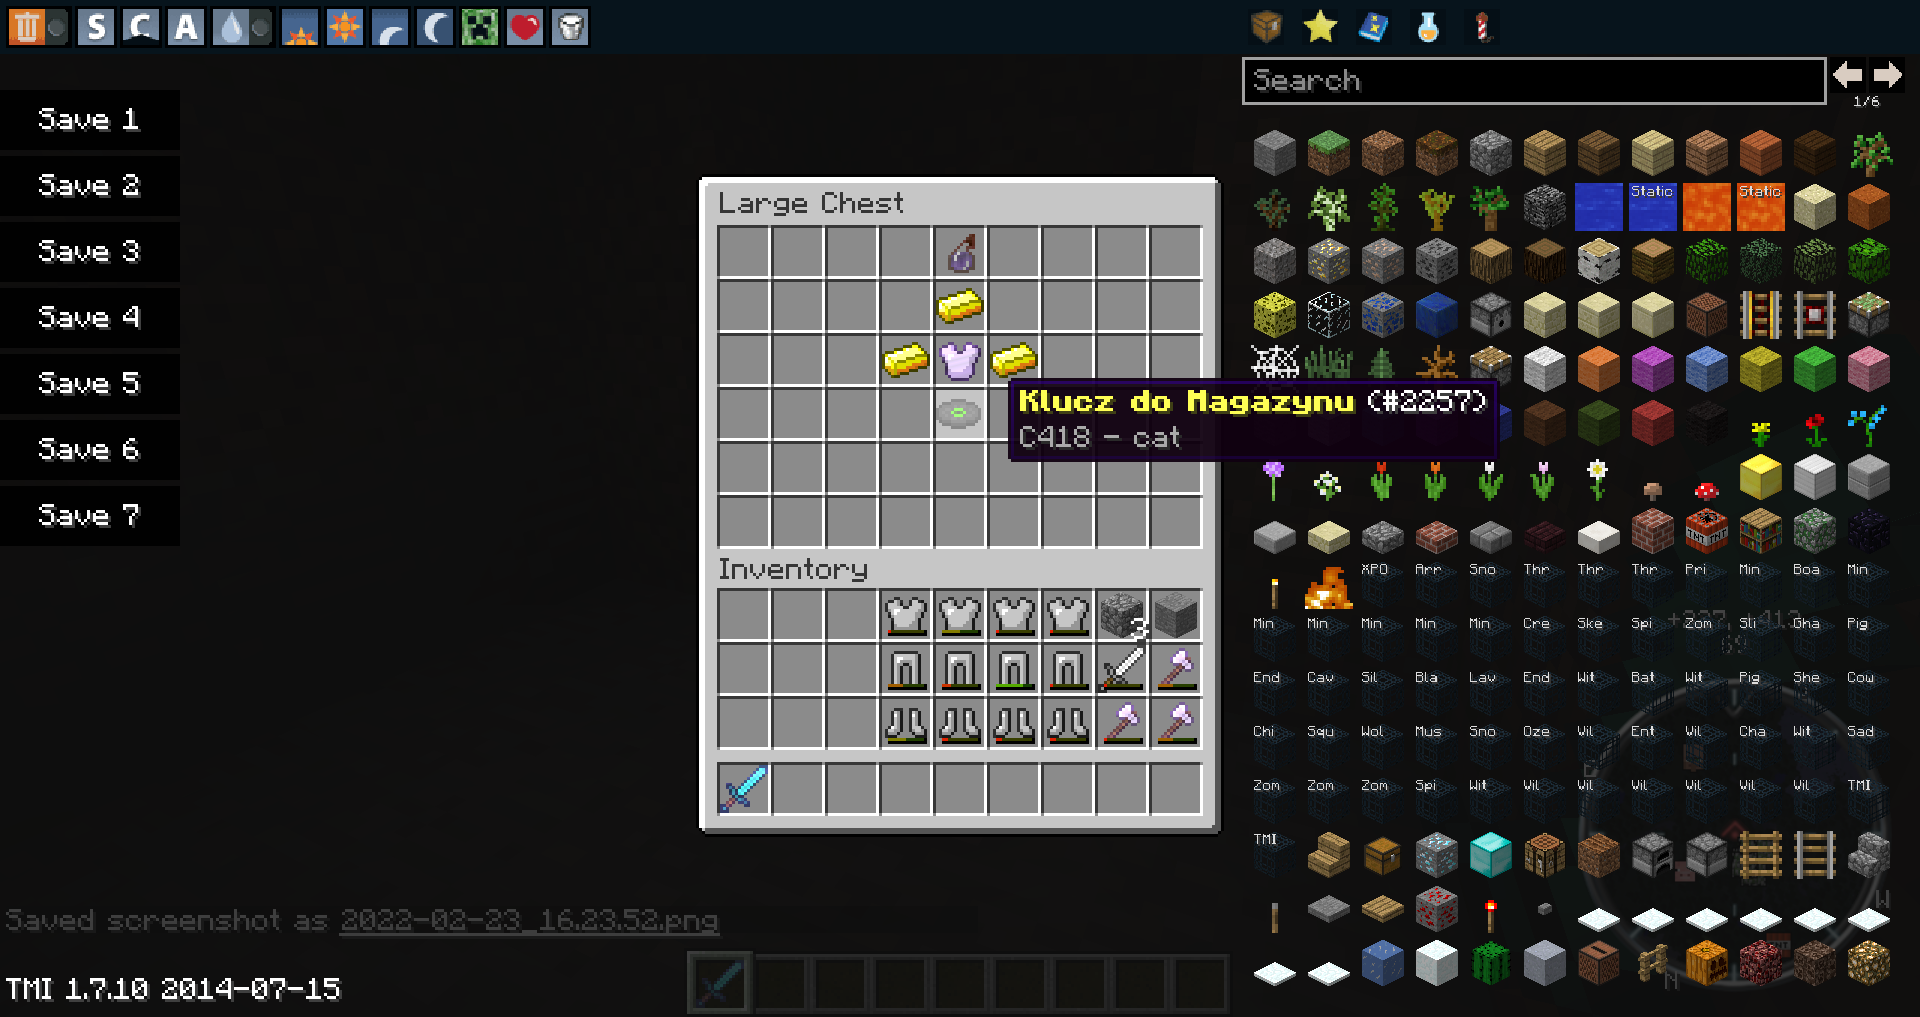 S C A
Search
1/6
Save 1
Save 2
Save 3
Save 4
Save 5
Save 6
Save 7
Large Chest
Static Static
Klucz do Magazynu (#2257)
C418 - cat
Inventory
3
XPO Arr Sno Thr Thr Thr Pri Min Boa Min
Min Min Min Min Min Cre Ske Spi Zom Sli Gha Pig
End Cav Sil Bla Lav End Wit Bat Wit Pig She Cow
Chi Squ Wol Mus Sno Oze Vil Ent Vil Cha Wit Sad
Zom Zom Zom Spi Wit Vil Vil Vil Vil Vil Vil TMI
TMI
TNT TNT
69
W
N
Saved screenshot as 2022-02-23_16.23.52.png
TMI 1.7.10 2014-07-15